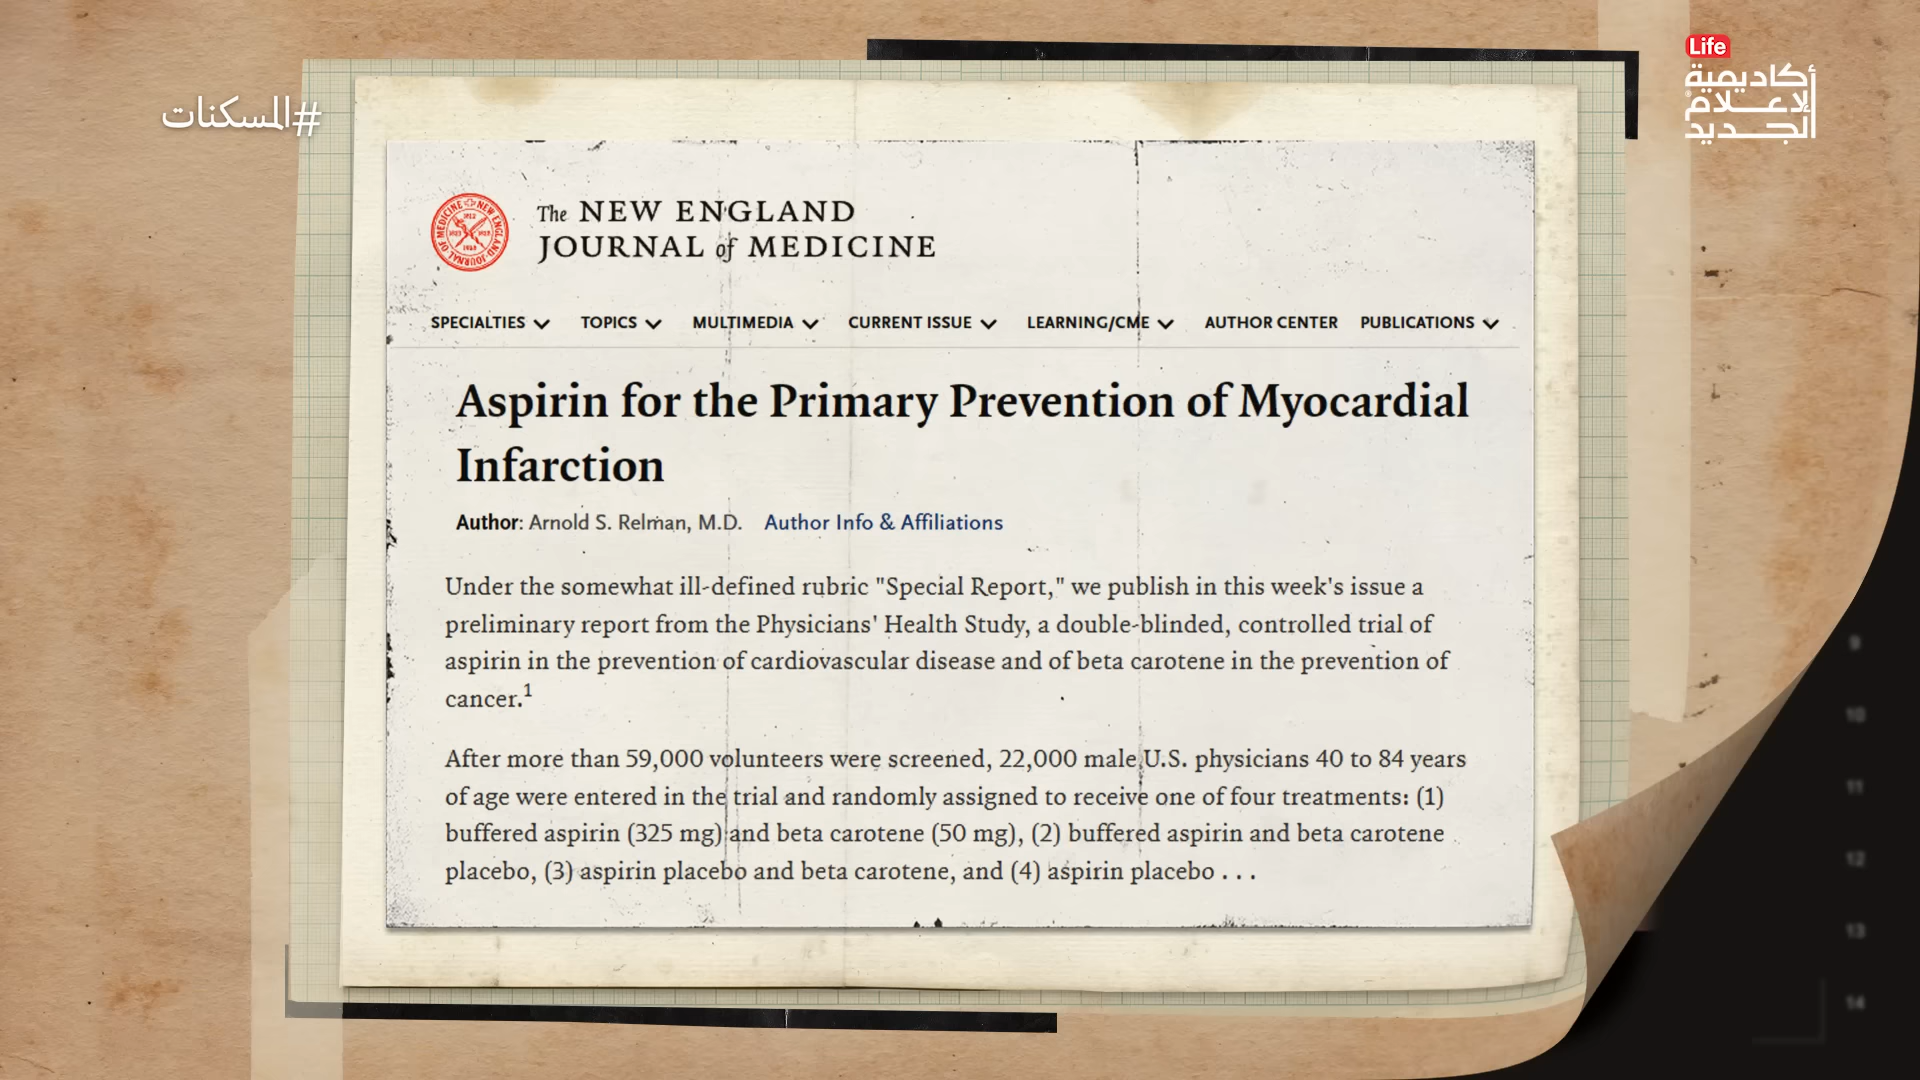 #المسكنات
Life
أكاديمية
الإعلام
الجديد
The NEW ENGLAND
JOURNAL of MEDICINE
SPECIALTIES TOPICS MULTIMEDIA CURRENT ISSUE LEARNING/CME AUTHOR CENTER PUBLICATIONS
Aspirin for the Primary Prevention of Myocardial
Infarction
Author: Arnold S. Relman, M.D. Author Info & Affiliations
Under the somewhat ill-defined rubric "Special Report," we publish in this week's issue a
preliminary report from the Physicians' Health Study, a double-blinded, controlled trial of
aspirin in the prevention of cardiovascular disease and of beta carotene in the prevention of
cancer.1
After more than 59,000 volunteers were screened, 22,000 male U.S. physicians 40 to 84 years
of age were entered in the trial and randomly assigned to receive one of four treatments: (1)
buffered aspirin (325 mg) and beta carotene (50 mg), (2) buffered aspirin and beta carotene
placebo, (3) aspirin placebo and beta carotene, and (4) aspirin placebo . . .
9
10
11
12
13
14